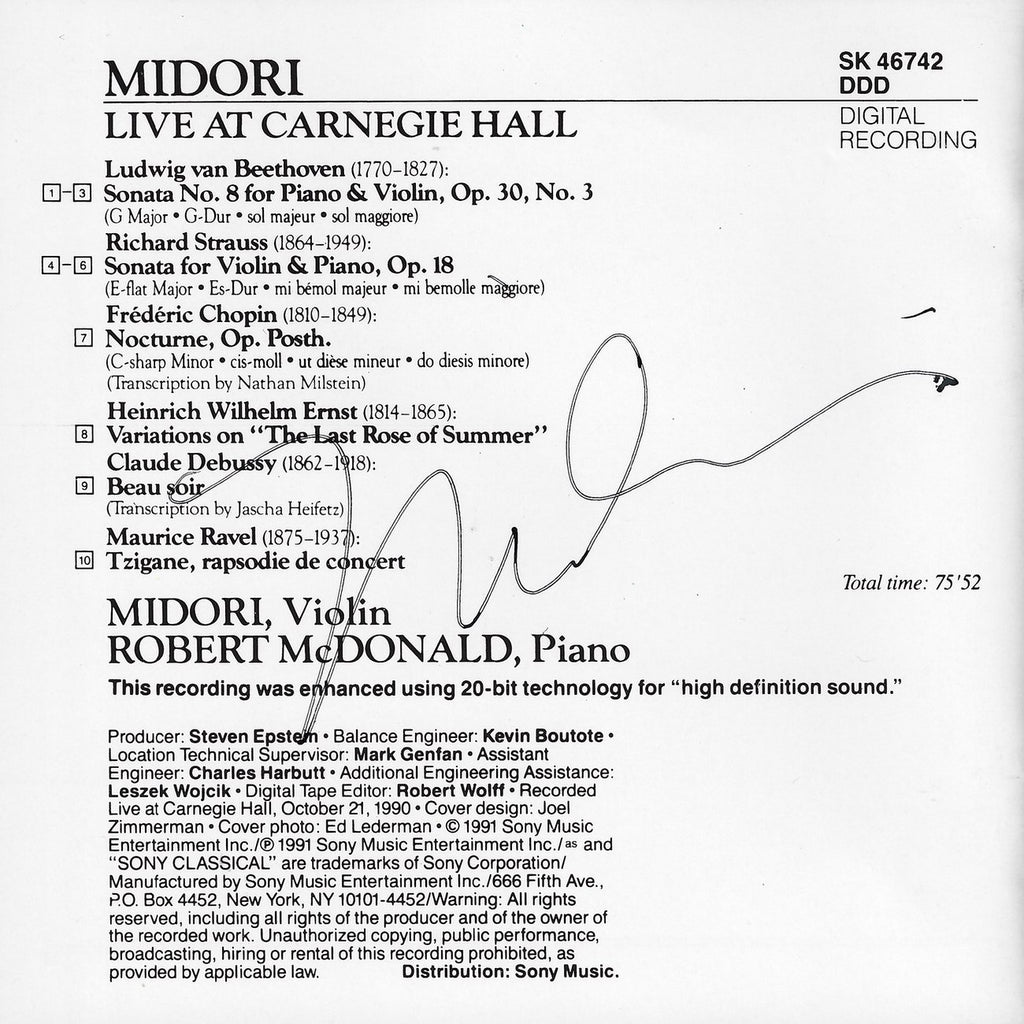 MIDORI
SK 46742
DDD
LIVE AT CARNEGIE HALL
DIGITAL
RECORDING
Ludwig van Beethoven (1770–1827):
1–3 Sonata No. 8 for Piano & Violin, Op. 30, No. 3
(G Major • G-Dur • sol majeur • sol maggiore)
Richard Strauss (1864–1949):
4–6 Sonata for Violin & Piano, Op. 18
(E-flat Major • Es-Dur • mi bémol majeur • mi bemolle maggiore)
Frédéric Chopin (1810–1849):
7 Nocturne, Op. Posth.
(C-sharp Minor • cis-moll • ut dièse mineur • do diesis minore)
(Transcription by Nathan Milstein)
Heinrich Wilhelm Ernst (1814–1865):
8 Variations on “The Last Rose of Summer”
Claude Debussy (1862–1918):
9 Beau soir
(Transcription by Jascha Heifetz)
Maurice Ravel (1875–1937):
10 Tzigane, rapsodie de concert
Total time: 75'52
MIDORI, Violin
ROBERT McDONALD, Piano
This recording was enhanced using 20-bit technology for “high definition sound.”
Producer: Steven Epstein • Balance Engineer: Kevin Boutote •
Location Technical Supervisor: Mark Genfan • Assistant
Engineer: Charles Harbutt • Additional Engineering Assistance:
Leszek Wojcik • Digital Tape Editor: Robert Wolff • Recorded
Live at Carnegie Hall, October 21, 1990 • Cover design: Joel
Zimmerman • Cover photo: Ed Lederman • © 1991 Sony Music
Entertainment Inc./℗ 1991 Sony Music Entertainment Inc./as and
“SONY CLASSICAL” are trademarks of Sony Corporation/
Manufactured by Sony Music Entertainment Inc./666 Fifth Ave.,
P.O. Box 4452, New York, NY 10101-4452/Warning: All rights
reserved, including all rights of the producer and of the owner of
the recorded work. Unauthorized copying, public performance,
broadcasting, hiring or rental of this recording prohibited, as
provided by applicable law. Distribution: Sony Music.